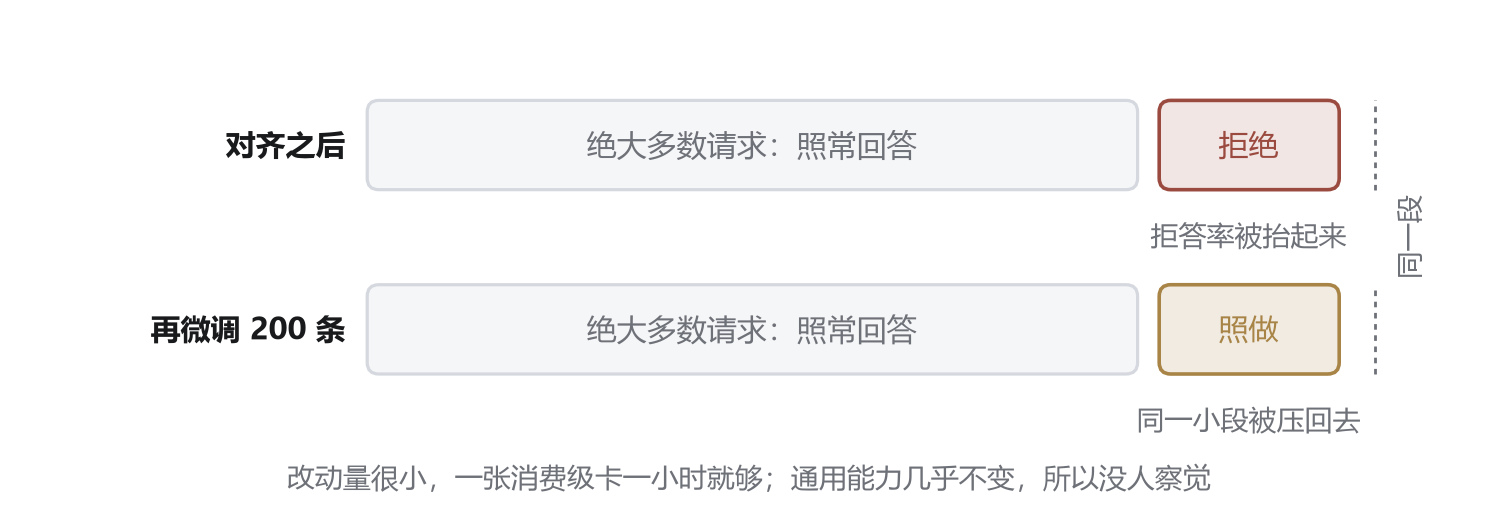 对齐之后
绝大多数请求：照常回答
拒绝
拒答率被抬起来
同一段
再微调 200 条
绝大多数请求：照常回答
照做
同一小段被压回去
改动量很小，一张消费级卡一小时就够；通用能力几乎不变，所以没人察觉